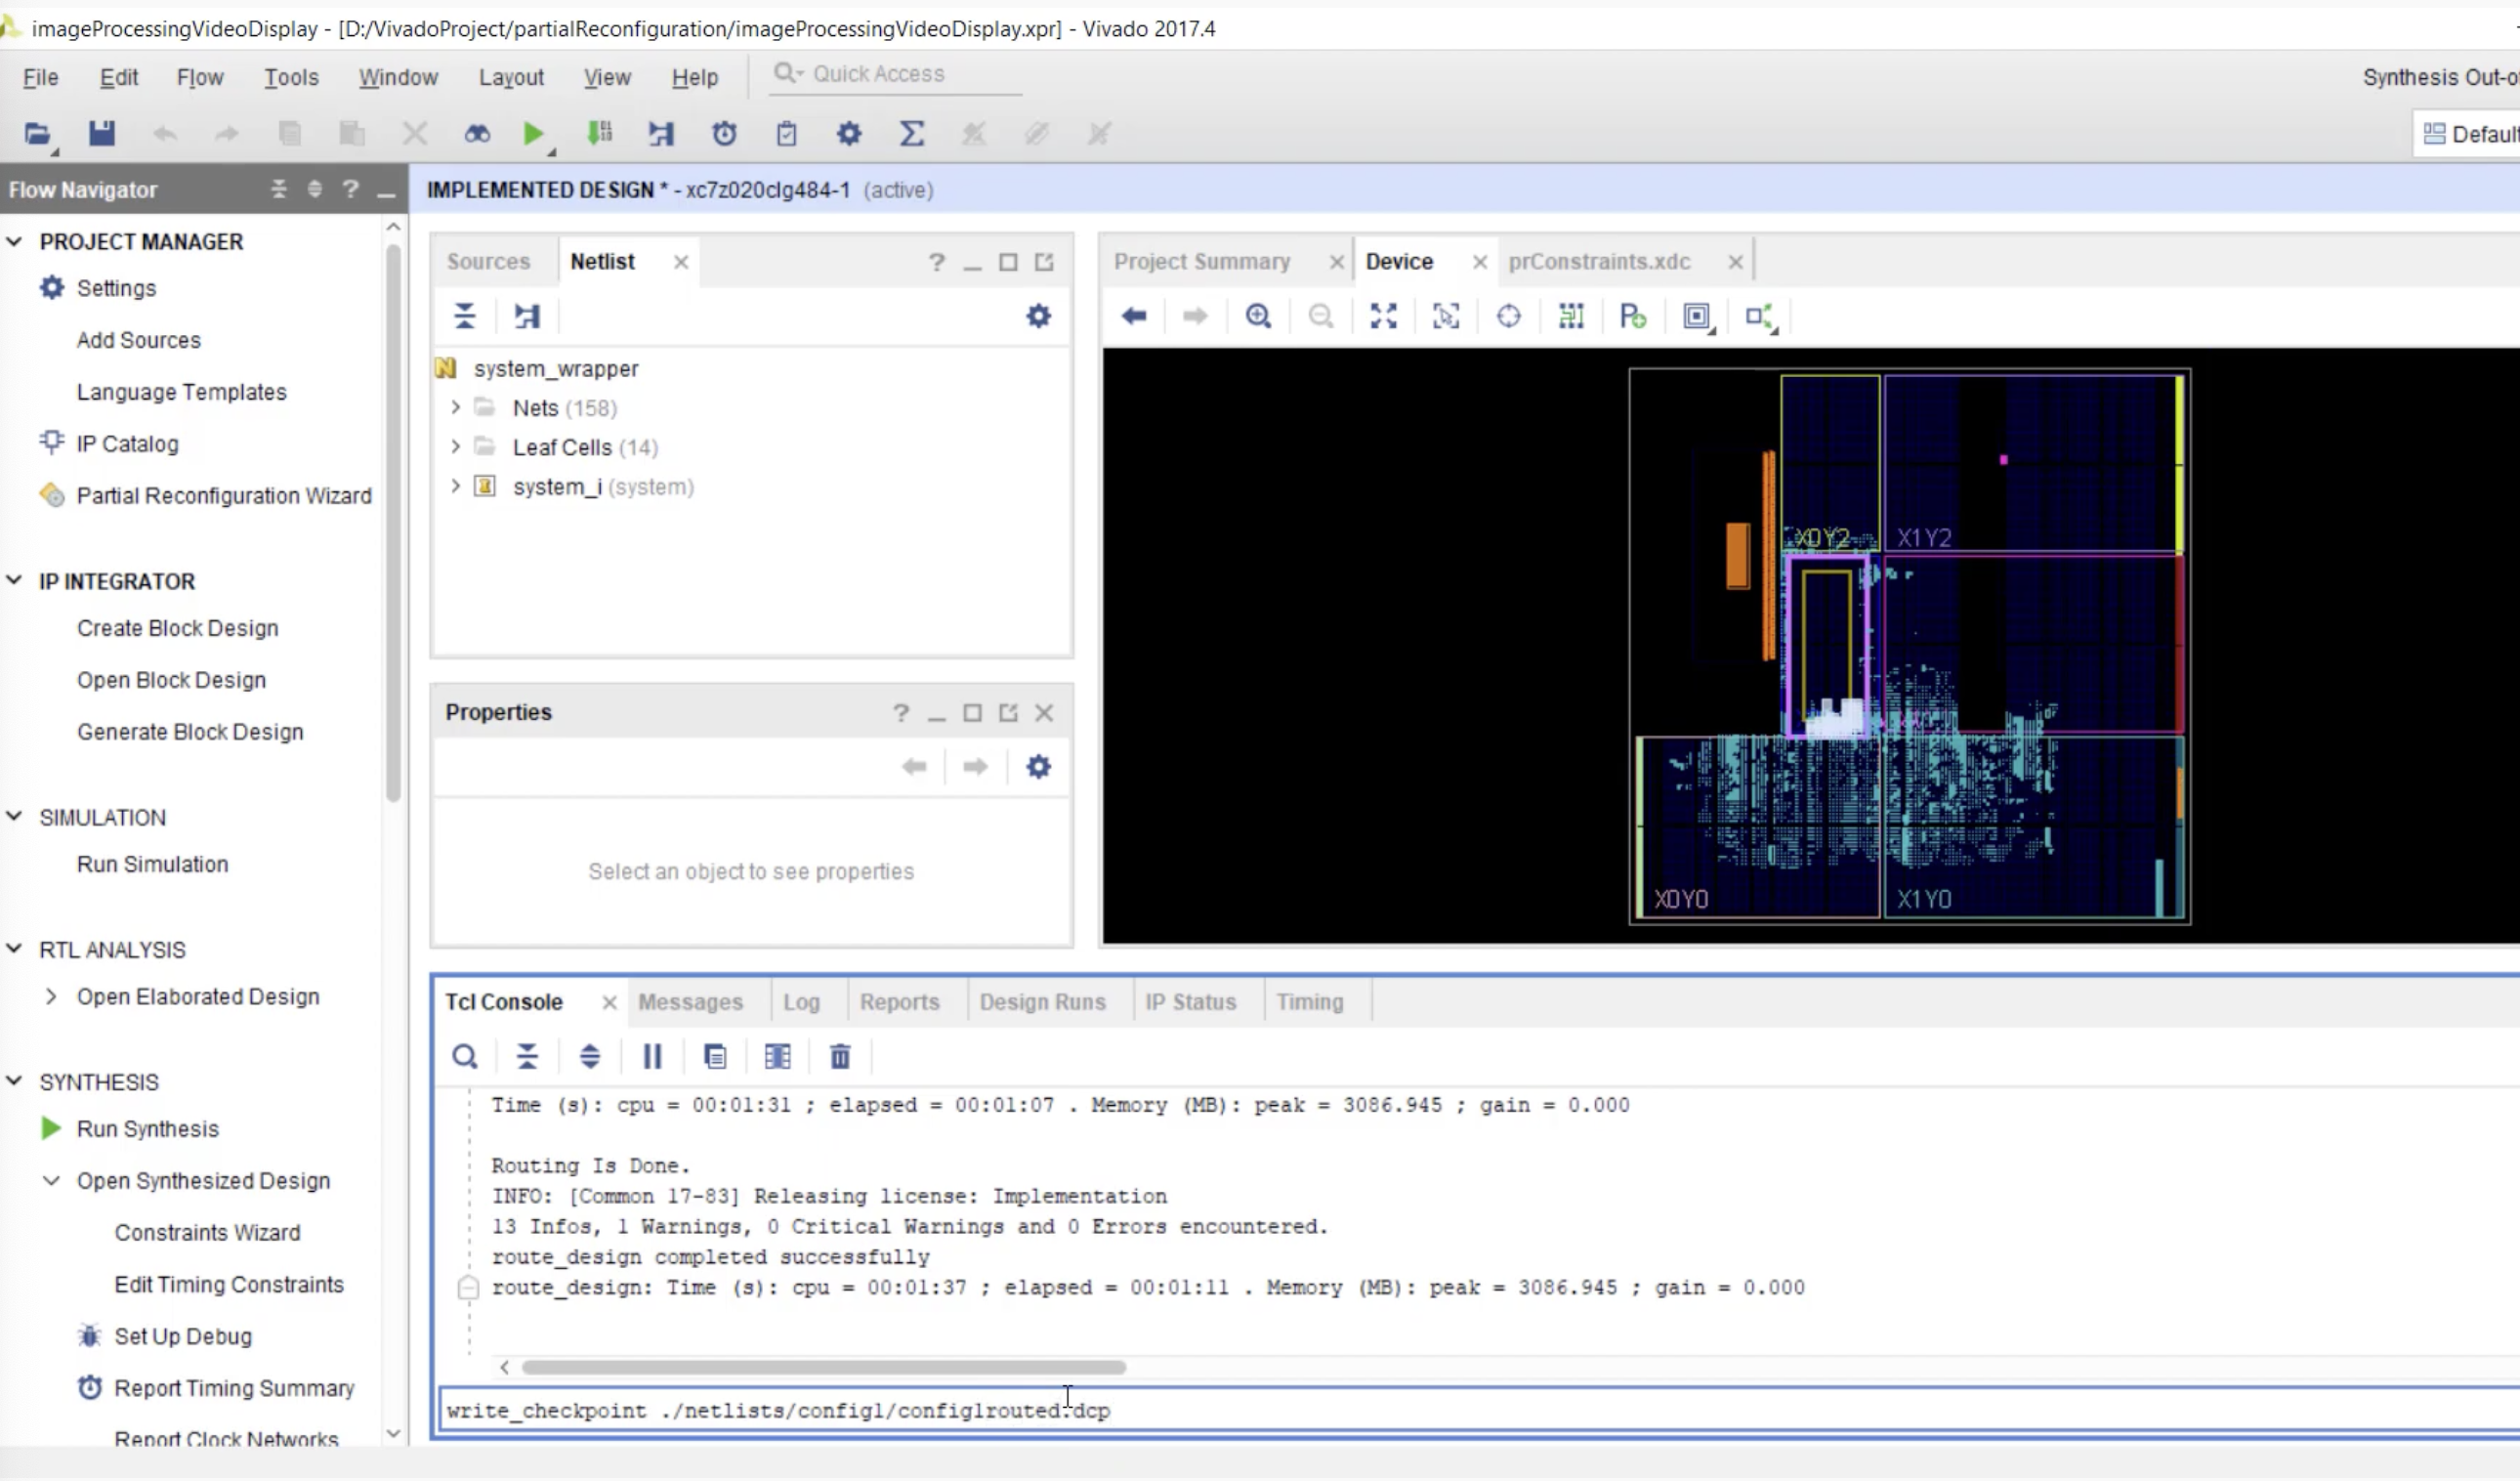 imageProcessingVideoDisplay - [D:/VivadoProject/partialReconfiguration/imageProcessingVideoDisplay.xpr] - Vivado 2017.4
File Edit Flow Tools Window Layout View Help Quick Access
Synthesis Out-o
Default
Flow Navigator ? _
IMPLEMENTED DESIGN * - xc7z020clg484-1 (active)
PROJECT MANAGER
Settings
Add Sources
Language Templates
IP Catalog
Partial Reconfiguration Wizard
IP INTEGRATOR
Create Block Design
Open Block Design
Generate Block Design
SIMULATION
Run Simulation
RTL ANALYSIS
Open Elaborated Design
SYNTHESIS
Run Synthesis
Open Synthesized Design
Constraints Wizard
Edit Timing Constraints
Set Up Debug
Report Timing Summary
Report Clock Networks
Sources Netlist
system_wrapper
Nets (158)
Leaf Cells (14)
system_i (system)
Properties
Select an object to see properties
Project Summary Device prConstraints.xdc
X0Y2 X1Y2
X0Y0 X1Y0
Tcl Console Messages Log Reports Design Runs IP Status Timing
Time (s): cpu = 00:01:31 ; elapsed = 00:01:07 . Memory (MB): peak = 3086.945 ; gain = 0.000
Routing Is Done.
INFO: [Common 17-83] Releasing license: Implementation
13 Infos, 1 Warnings, 0 Critical Warnings and 0 Errors encountered.
route_design completed successfully
route_design: Time (s): cpu = 00:01:37 ; elapsed = 00:01:11 . Memory (MB): peak = 3086.945 ; gain = 0.000
write_checkpoint ./netlists/config1/config1routed.dcp